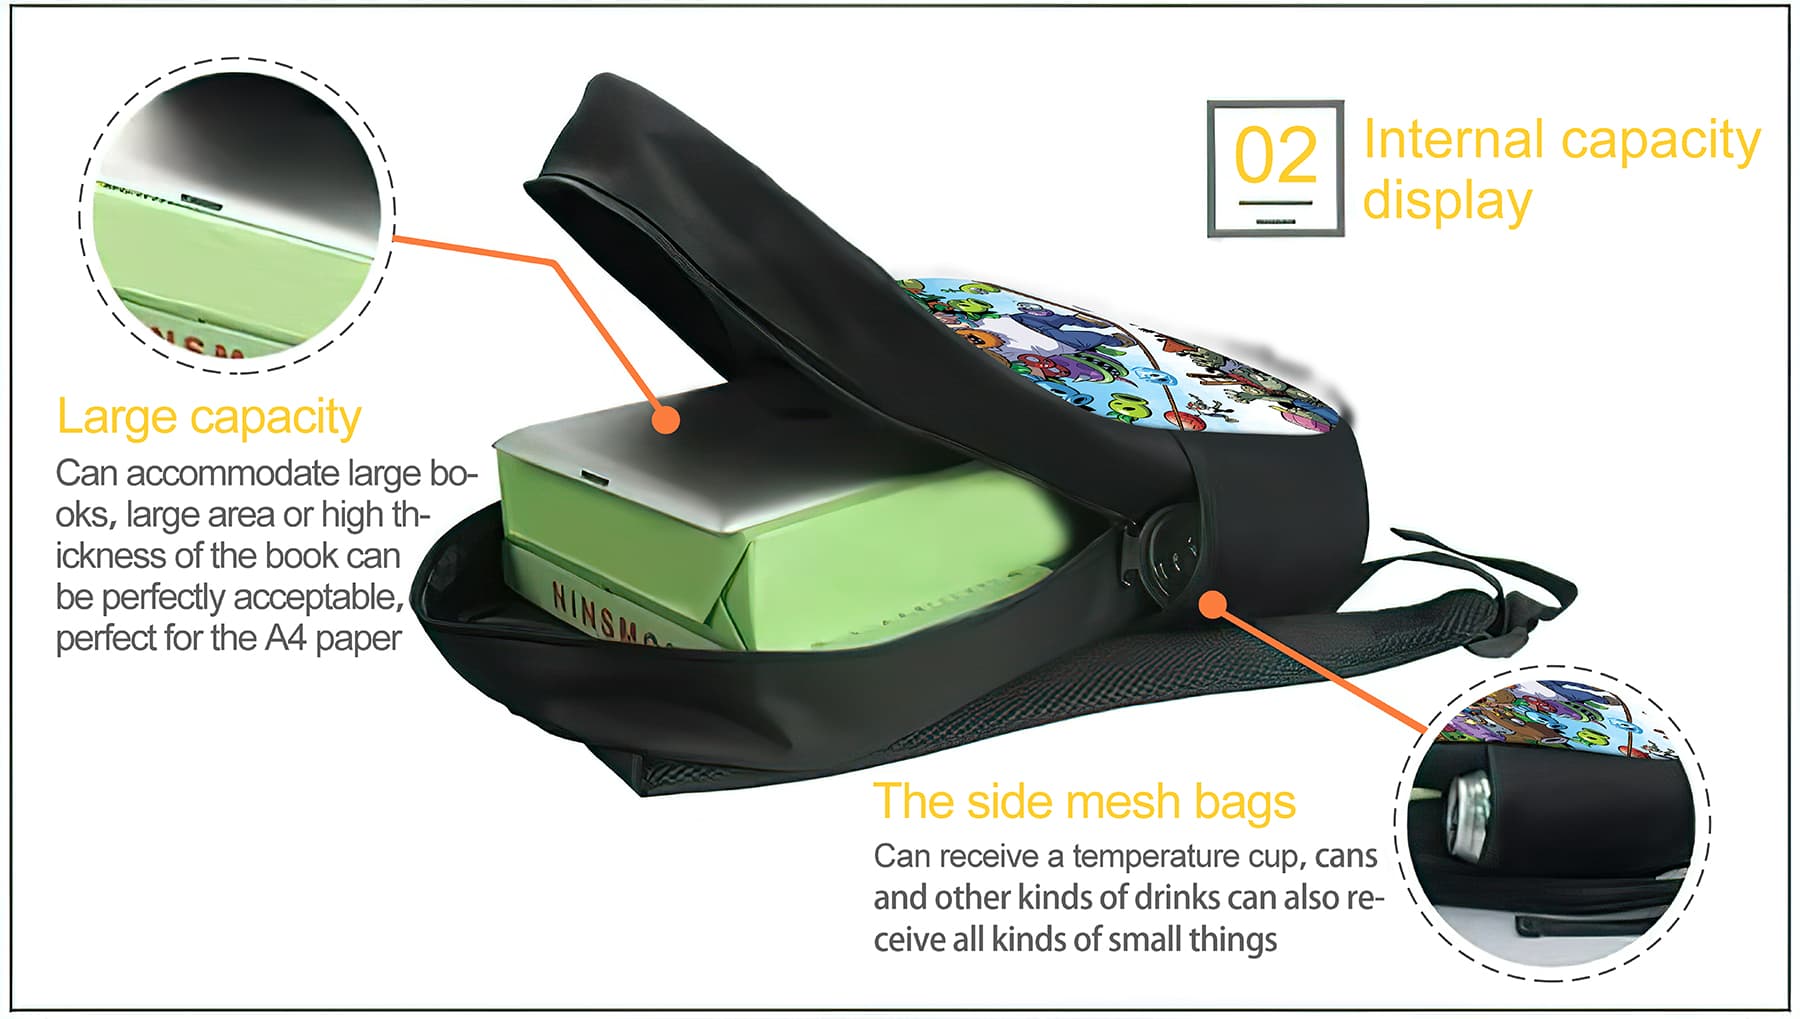 02
Internal capacity
display
NINSM
Large capacity
Can accommodate large bo-
oks, large area or high th-
ickness of the book can
be perfectly acceptable,
perfect for the A4 paper
NINSMO
The side mesh bags
Can receive a temperature cup, cans
and other kinds of drinks can also re-
ceive all kinds of small things